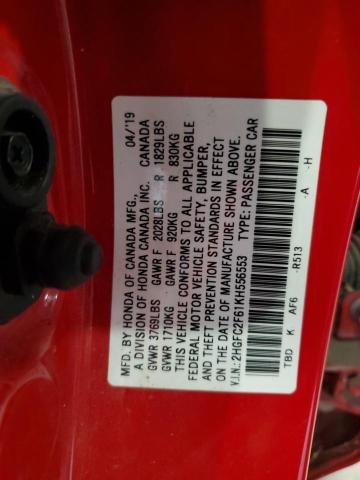 MFD. BY HONDA OF CANADA MFG., 04/'19
A DIVISION OF HONDA CANADA INC. CANADA
GVWR 3769LBS GAWR F 2028LBS R 1829LBS
GVWR 1710KG GAWR F 920KG R 830KG
THIS VEHICLE CONFORMS TO ALL APPLICABLE
FEDERAL MOTOR VEHICLE SAFETY, BUMPER,
AND THEFT PREVENTION STANDARDS IN EFFECT
ON THE DATE OF MANUFACTURE SHOWN ABOVE.
V.I.N.: 2HGFC2F61KH556553 TYPE: PASSENGER CAR
TBD K AF6 -R513 -A -H